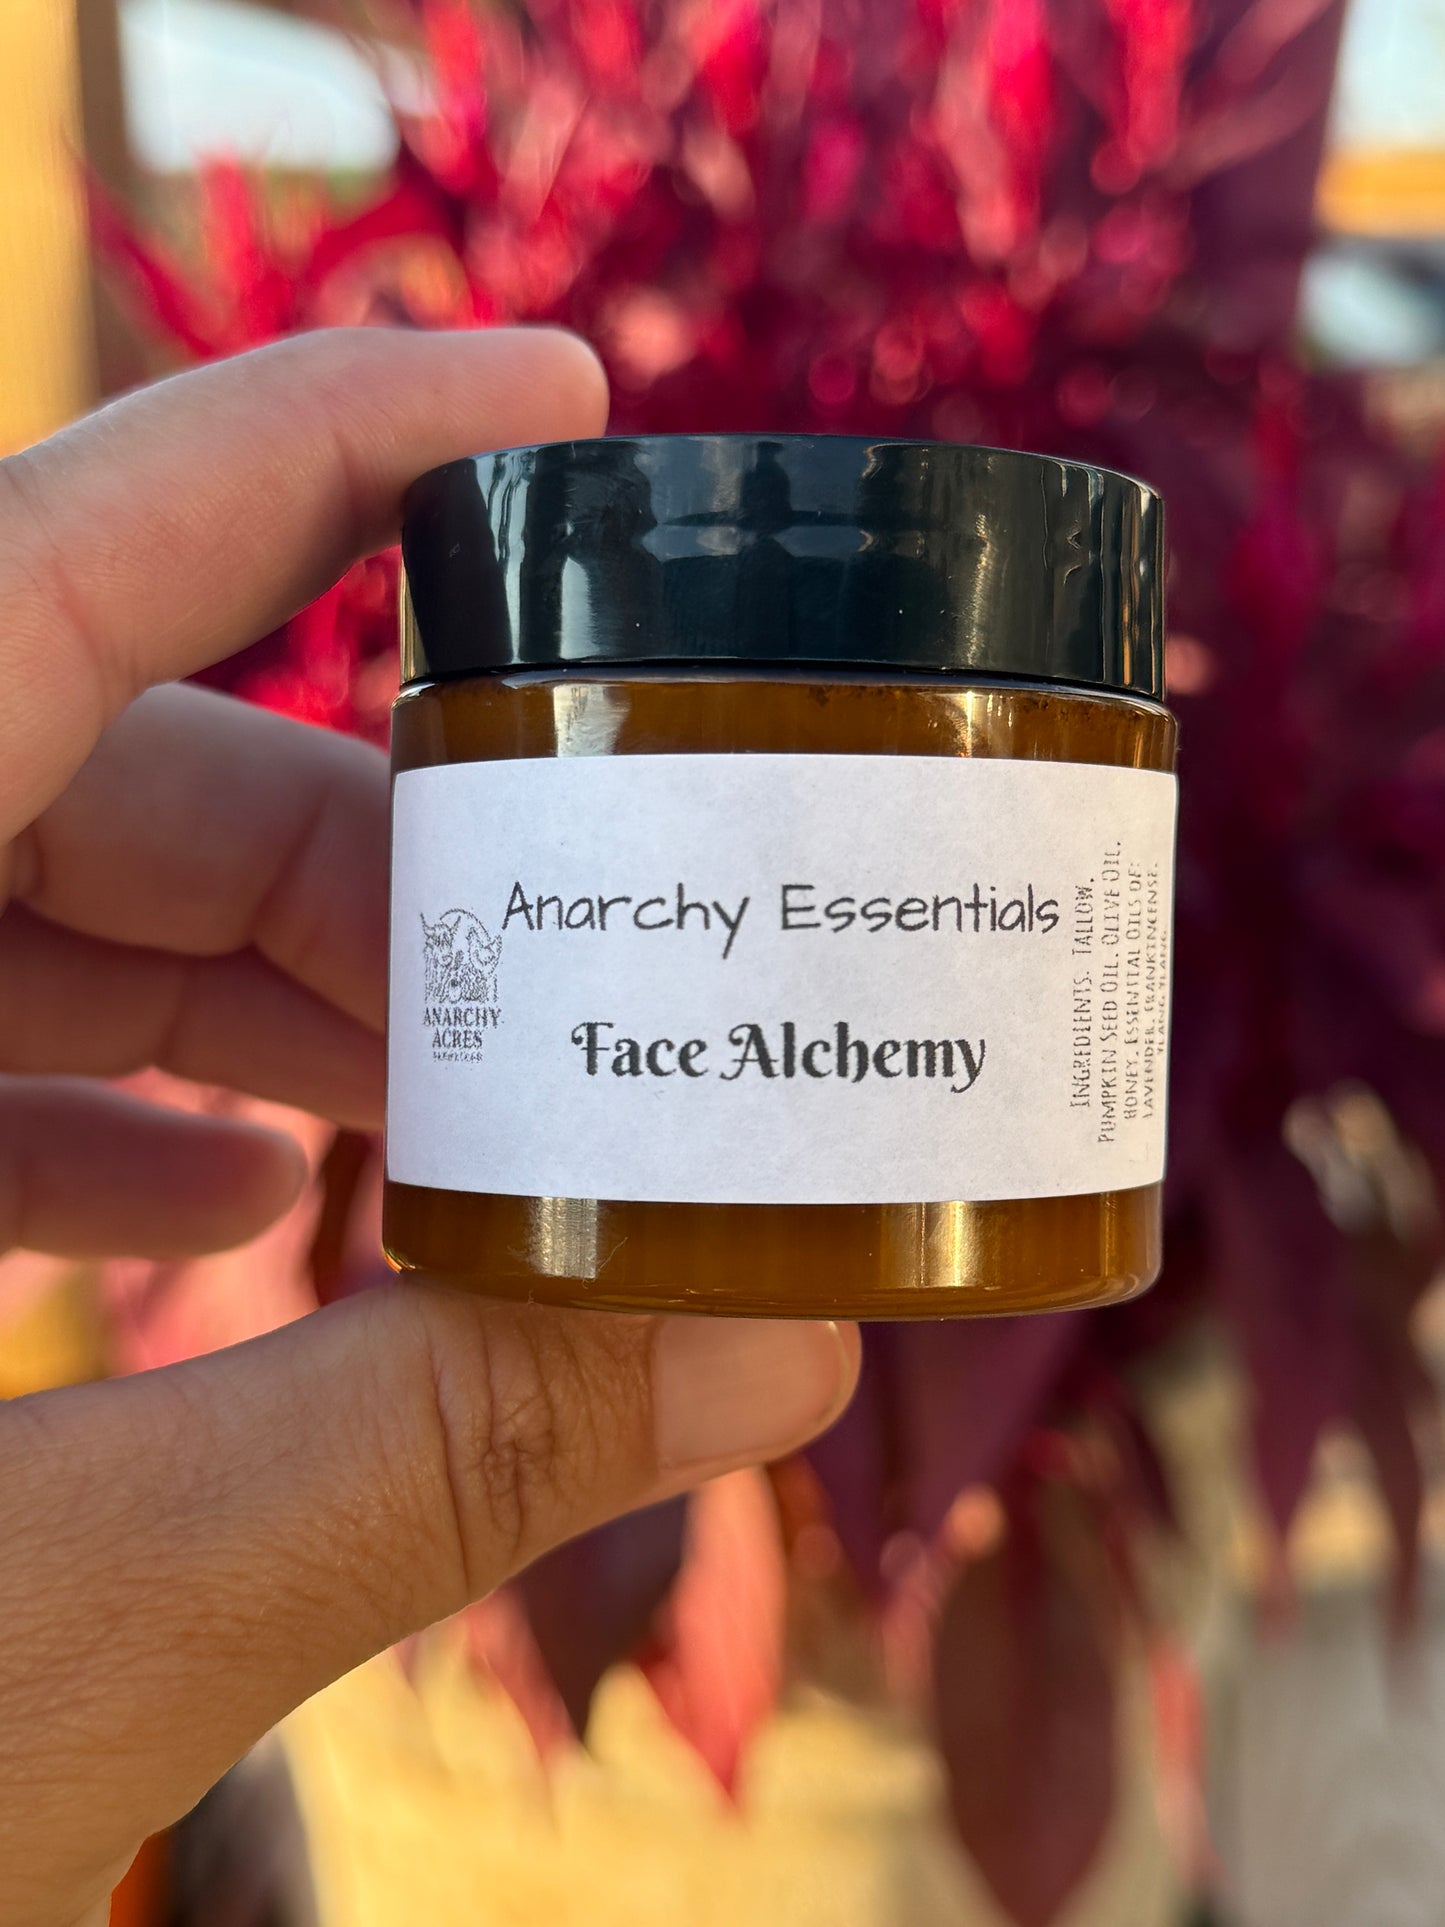 Anarchy Essentials
Face Alchemy
ANARCHY
ACRES
INGREDIENTS: TALLOW,
PUMPKIN SEED OIL, OLIVE OIL,
HONEY, ESSENTIAL OILS OF:
LAVENDER, FRANKINCENSE,
YLANG YLANG